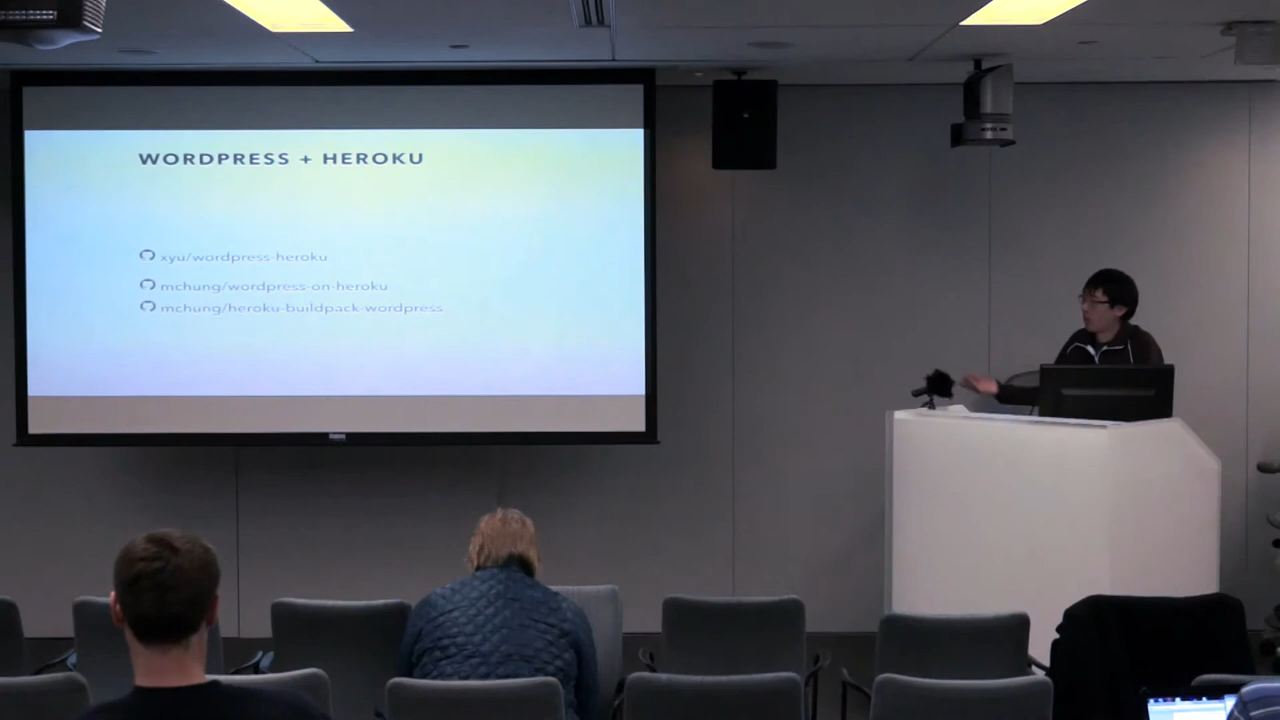 WORDPRESS + HEROKU
xyu/wordpress-heroku
mchung/wordpress-on-heroku
mchung/heroku-buildpack-wordpress